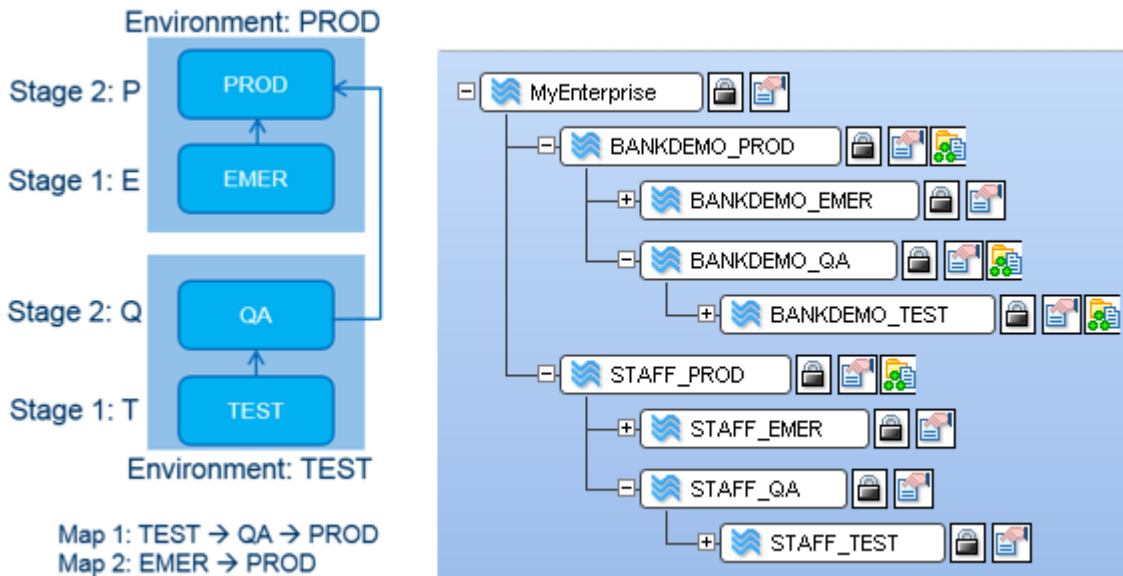 Environment: PROD
Stage 2: P
PROD
Stage 1: E
EMER
Stage 2: Q
QA
Stage 1: T
TEST
Environment: TEST
Map 1: TEST → QA → PROD
Map 2: EMER → PROD
MyEnterprise
BANKDEMO_PROD
BANKDEMO_EMER
BANKDEMO_QA
BANKDEMO_TEST
STAFF_PROD
STAFF_EMER
STAFF_QA
STAFF_TEST